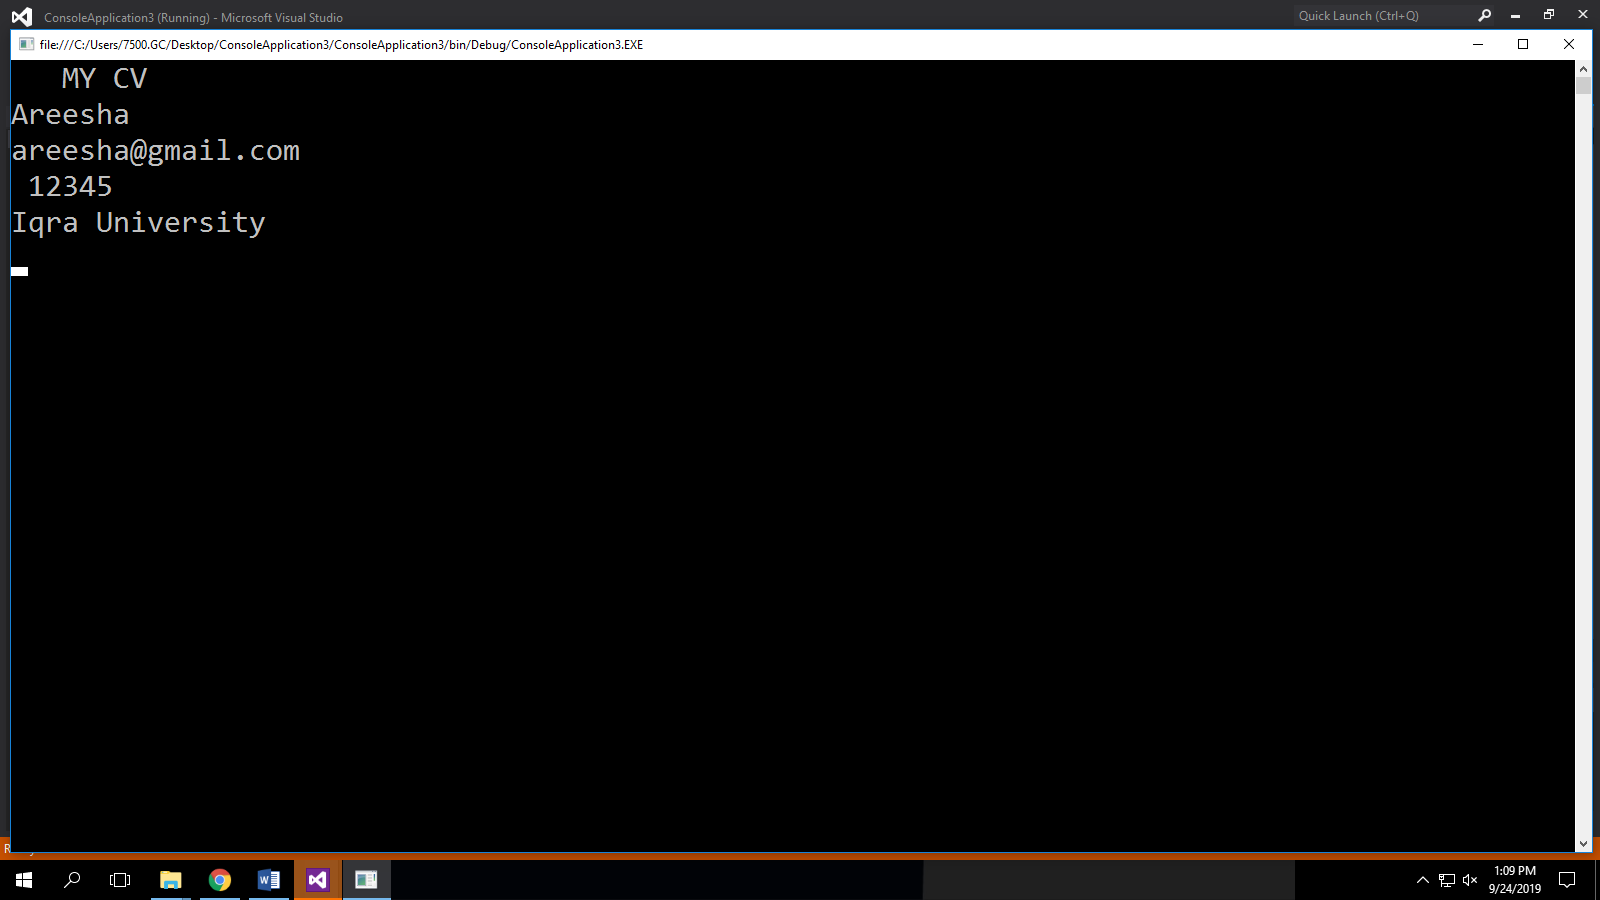 ConsoleApplication3 (Running) - Microsoft Visual Studio
Quick Launch (Ctrl+Q)
file:///C:/Users/7500.GC/Desktop/ConsoleApplication3/ConsoleApplication3/bin/Debug/ConsoleApplication3.EXE
MY CV
Areesha
areesha@gmail.com
12345
Iqra University
1:09 PM
9/24/2019